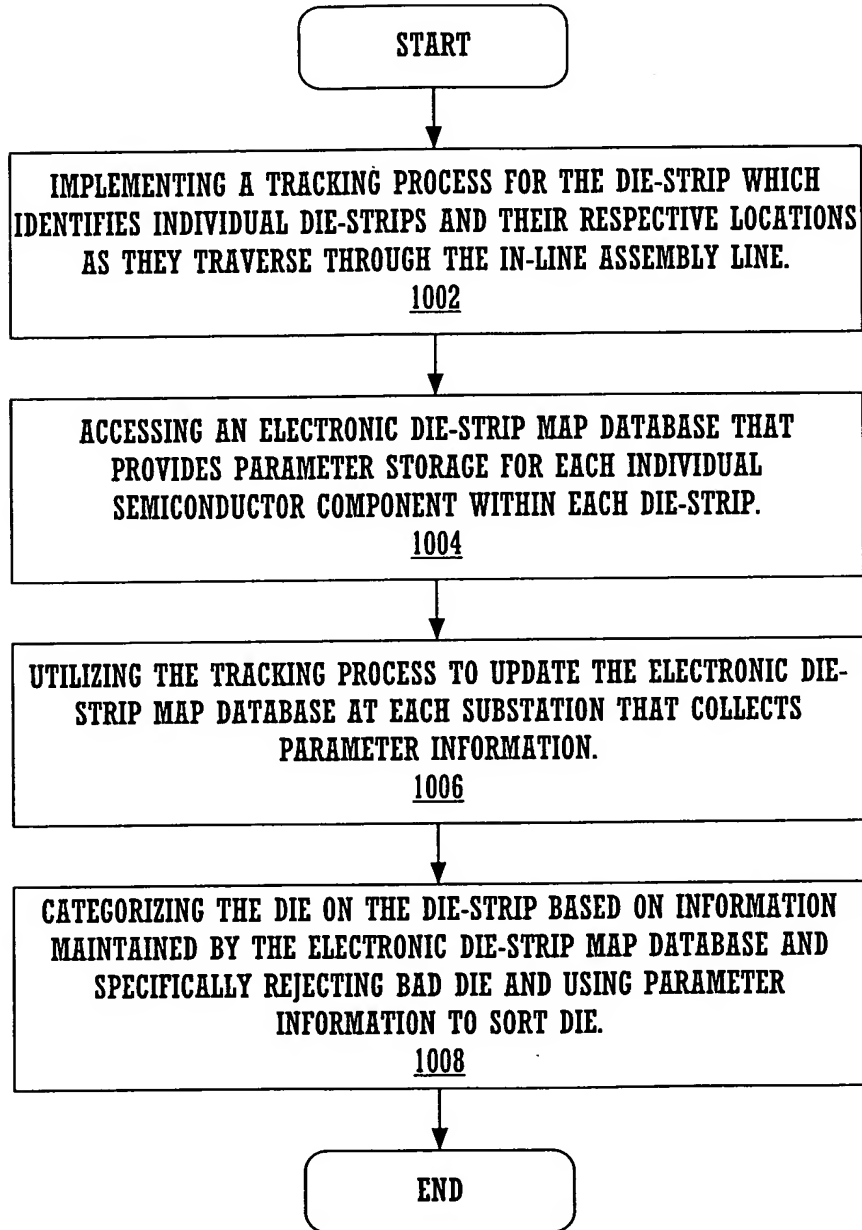 START
IMPLEMENTING A TRACKING PROCESS FOR THE DIE-STRIP WHICH
IDENTIFIES INDIVIDUAL DIE-STRIPS AND THEIR RESPECTIVE LOCATIONS
AS THEY TRAVERSE THROUGH THE IN-LINE ASSEMBLY LINE.
1002
ACCESSING AN ELECTRONIC DIE-STRIP MAP DATABASE THAT
PROVIDES PARAMETER STORAGE FOR EACH INDIVIDUAL
SEMICONDUCTOR COMPONENT WITHIN EACH DIE-STRIP.
1004
UTILIZING THE TRACKING PROCESS TO UPDATE THE ELECTRONIC DIE-
STRIP MAP DATABASE AT EACH SUBSTATION THAT COLLECTS
PARAMETER INFORMATION.
1006
CATEGORIZING THE DIE ON THE DIE-STRIP BASED ON INFORMATION
MAINTAINED BY THE ELECTRONIC DIE-STRIP MAP DATABASE AND
SPECIFICALLY REJECTING BAD DIE AND USING PARAMETER
INFORMATION TO SORT DIE.
1008
END